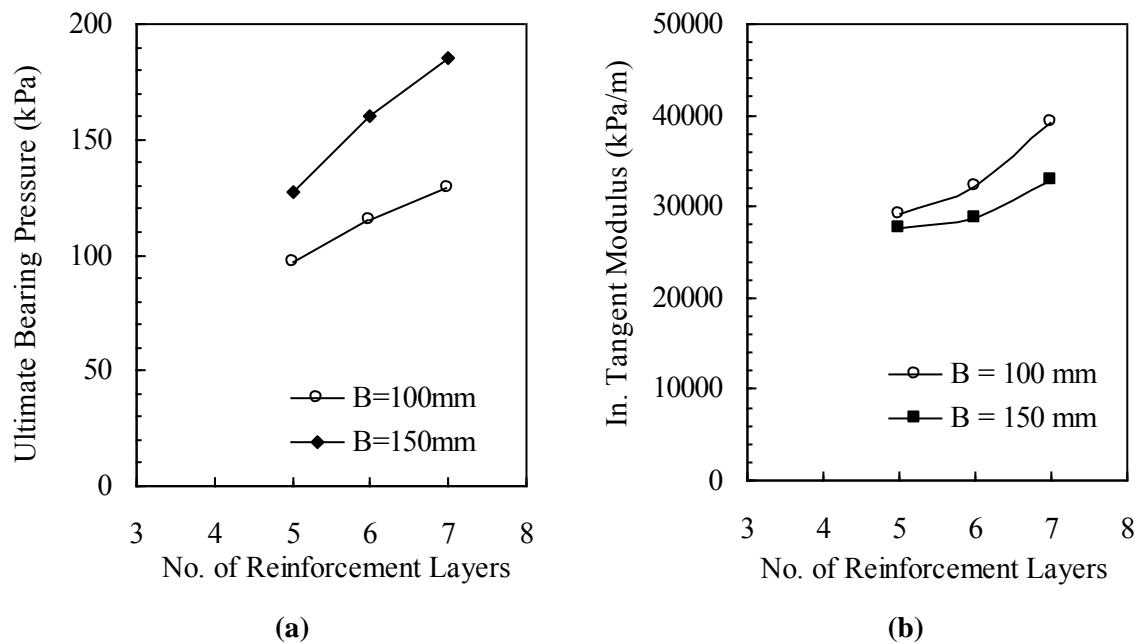 Ultimate Bearing Pressure (kPa)
200
150
100
50
0
B=100mm
B=150mm
3 4 5 6 7 8
No. of Reinforcement Layers
(a)
In. Tangent Modulus (kPa/m)
50000
40000
30000
20000
10000
0
B = 100 mm
B = 150 mm
3 4 5 6 7 8
No. of Reinforcement Layers
(b)